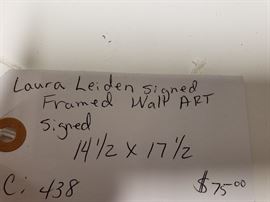 Laura Leiden signed
Framed Wall ART
signed
14 1/2 X 17 1/2
C: 438 $75.00